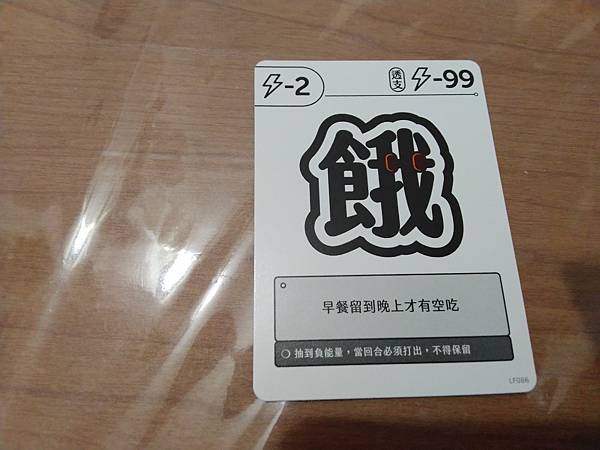 -2
透支 -99
餓
早餐留到晚上才有空吃
抽到負能量，當回合必須打出，不得保留
LF086